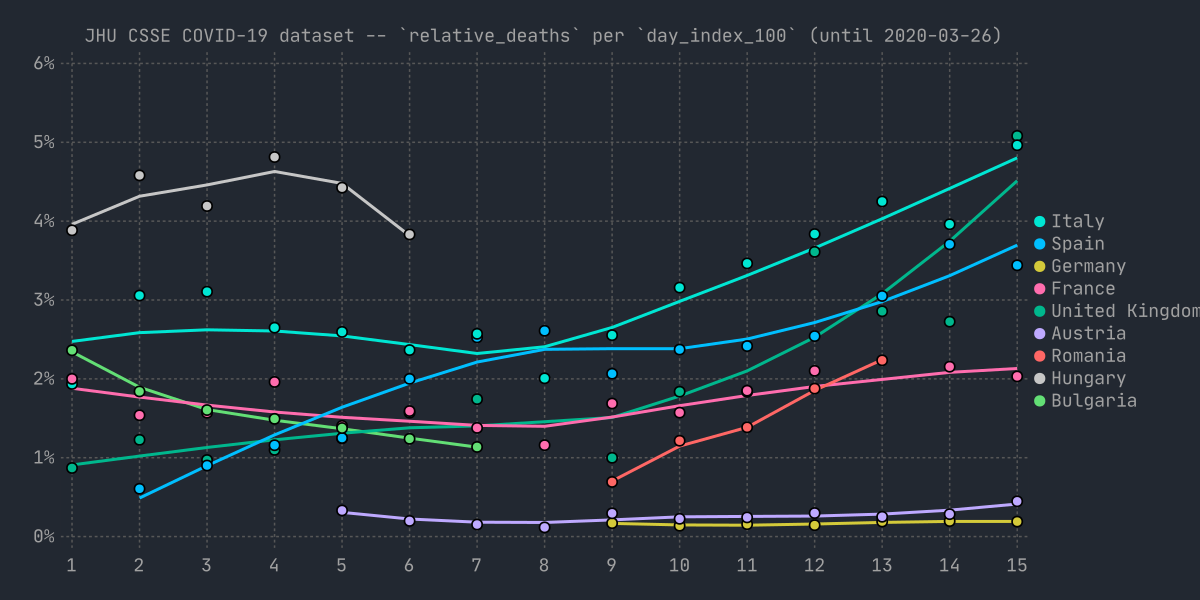 JHU CSSE COVID-19 dataset -- `relative_deaths` per `day_index_100` (until 2020-03-26)
6%
5%
4%
3%
2%
1%
0%
1 2 3 4 5 6 7 8 9 10 11 12 13 14 15
Italy
Spain
Germany
France
United Kingdom
Austria
Romania
Hungary
Bulgaria